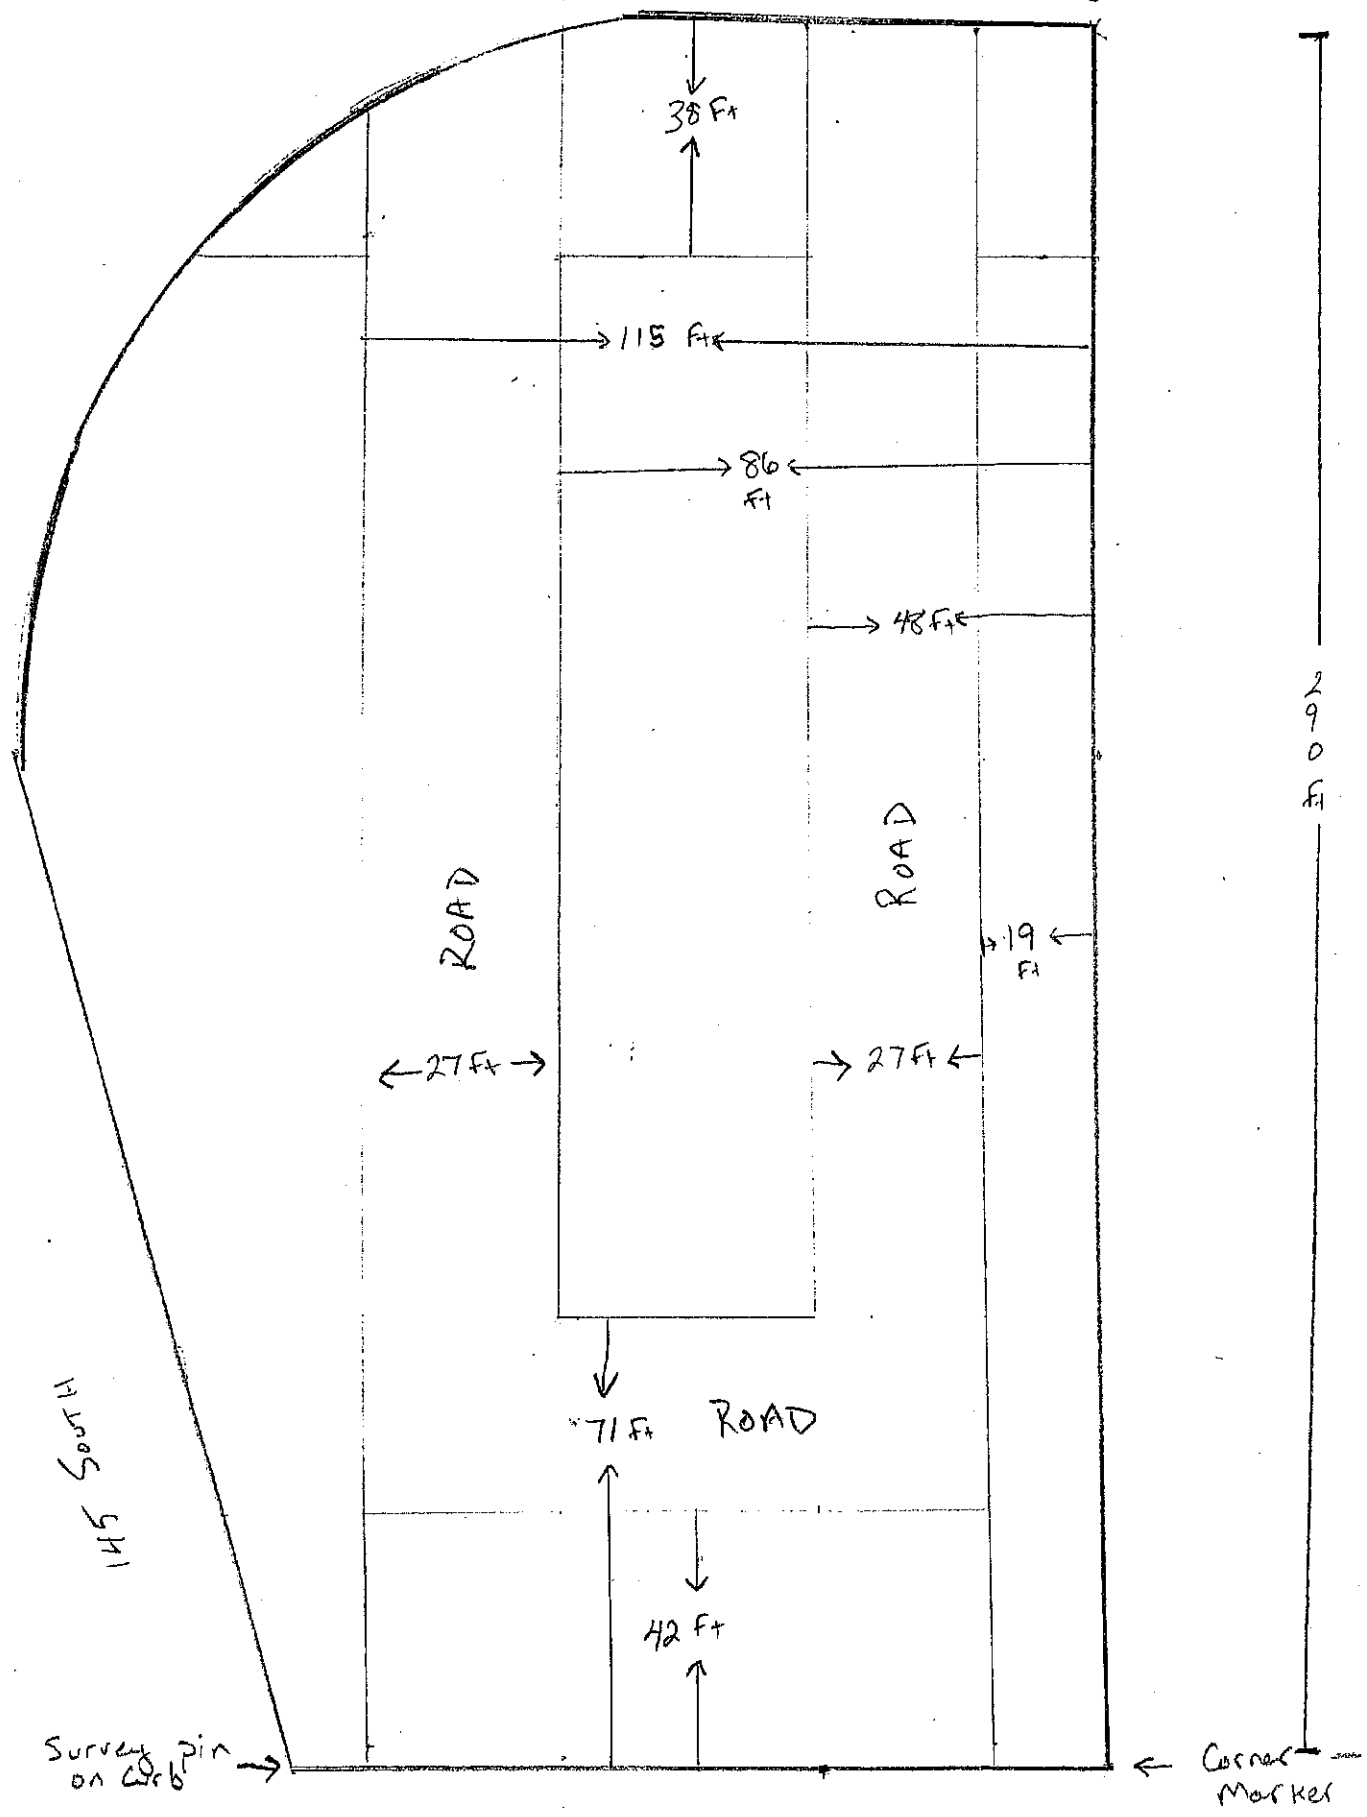 38 Ft
115 Ft
86
Ft
48 Ft
290 Ft
ROAD
ROAD
19
Ft
27 Ft
27 Ft
71 Ft ROAD
IH5 SOUTH
42 Ft
Survey pin
on curb
Corner
Marker